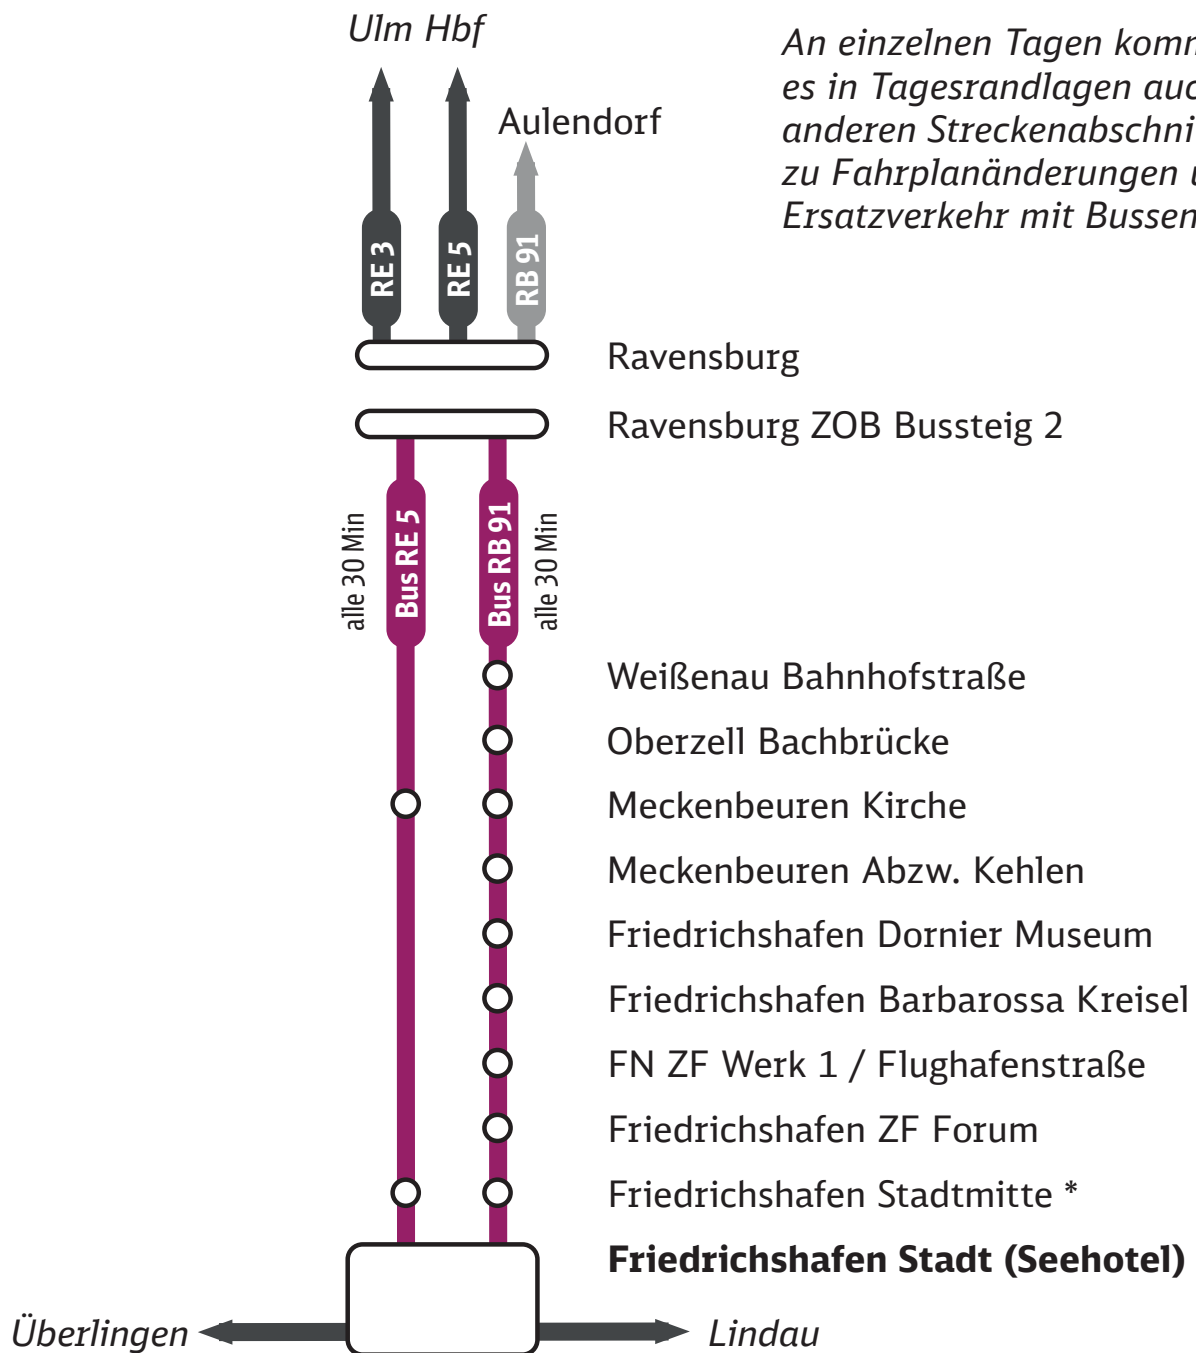 Ulm Hbf
An einzelnen Tagen
es in Tagesrandlagen
anderen
zu Fahrplanänderungen
Ersatzverkehr mit Bussen
Aulendorf
RE 3
RE 5
RB 91
Ravensburg
Ravensburg ZOB Bussteig 2
alle 30 Min
Bus RE 5
Bus RB 91
alle 30 Min
Weißenau Bahnhofstraße
Oberzell Bachbrücke
Meckenbeuren Kirche
Meckenbeuren Abzw. Kehlen
Friedrichshafen Dornier Museum
Friedrichshafen Barbarossa Kreisel
FN ZF Werk 1 / Flughafenstraße
Friedrichshafen ZF Forum
Friedrichshafen Stadtmitte *
Friedrichshafen Stadt (Seehotel)
Überlingen
Lindau